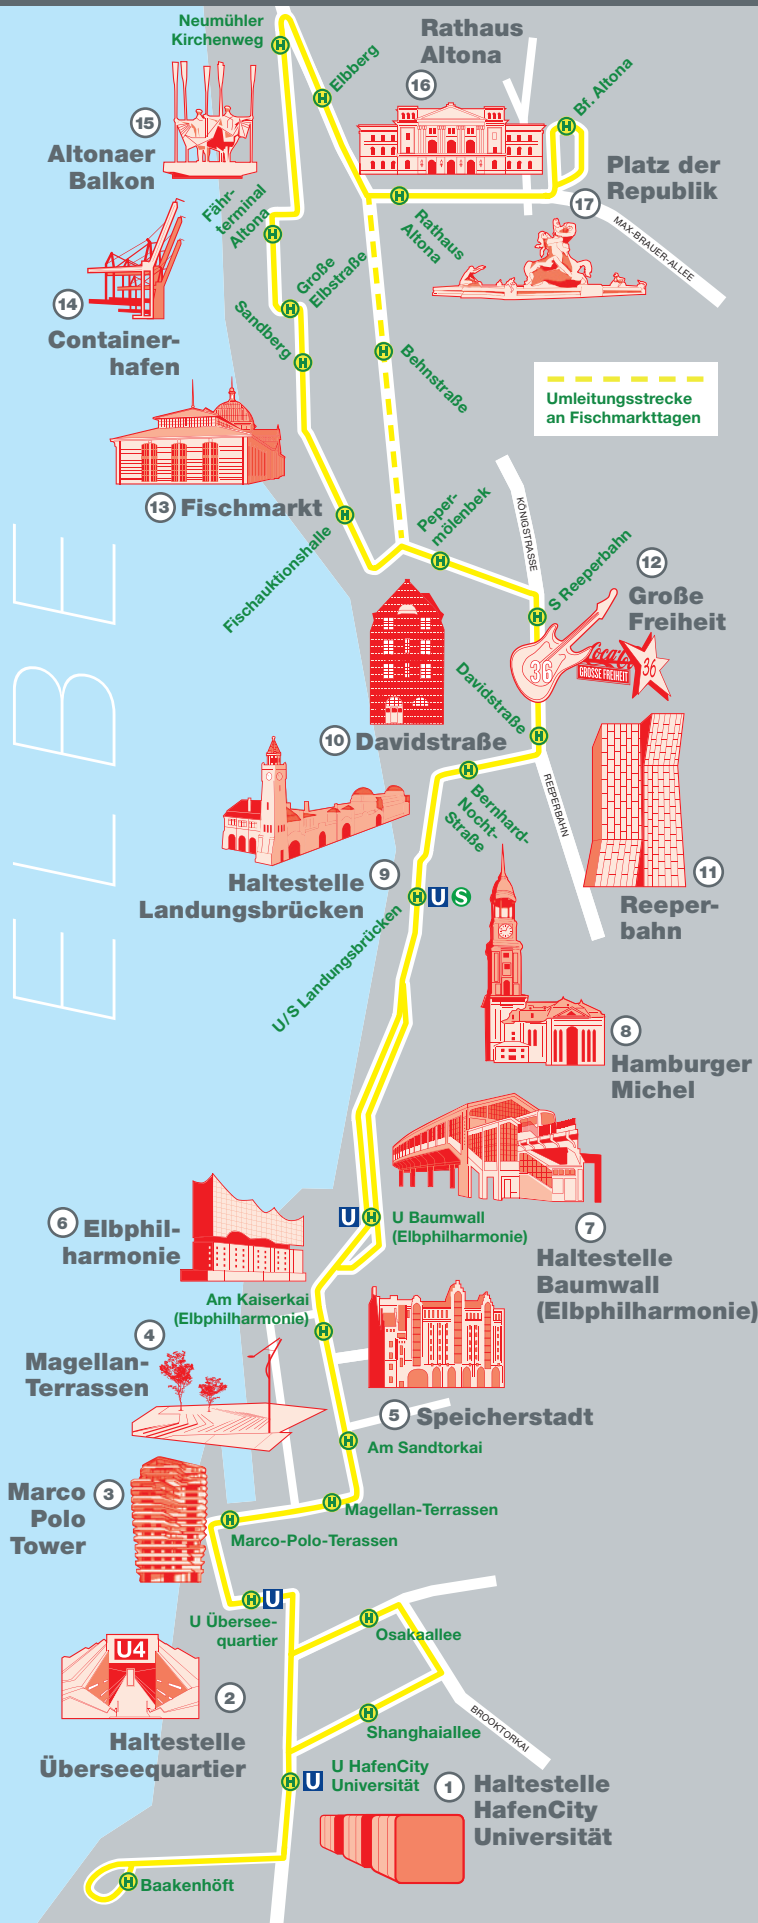 Neumühler
Kirchenweg
Elbberg
Rathaus
Altona
16
Bf. Altona
15
Altonaer
Balkon
Platz der
Republik
17
MAX-BRAUER-ALLEE
Fähr-
terminal
Altona
Rathaus
Altona
Große
Elbstraße
14
Container-
hafen
Sandberg
Behnstraße
Umleitungsstrecke
an Fischmarkttagen
13 Fischmarkt
Peper-
mölenbek
KÖNIGSTRASSE
Fischauktionshalle
S Reeperbahn
12
Große
Freiheit
36
Coca-Cola
GROSSE FREIHEIT
36
ELBE
Davidstraße
10 Davidstraße
Bernhard-
Nocht-
Straße
REEPERBAHN
9
Haltestelle
Landungsbrücken
11
Reeper-
bahn
H U S
U/S Landungsbrücken
8
Hamburger
Michel
6 Elbphil-
harmonie
U H
U Baumwall
(Elbphilharmonie)
7
Haltestelle
Baumwall
(Elbphilharmonie)
Am Kaiserkai
(Elbphilharmonie)
4
Magellan-
Terrassen
5 Speicherstadt
Am Sandtorkai
Marco
Polo
Tower
3
Magellan-Terrassen
Marco-Polo-Terassen
H U
U Übersee-
quartier
Osakaallee
U4
2
Haltestelle
Überseequartier
Shanghaiallee
BROOKTORKAI
H U
U HafenCity
Universität
1
Haltestelle
HafenCity
Universität
H
Baakenhöft